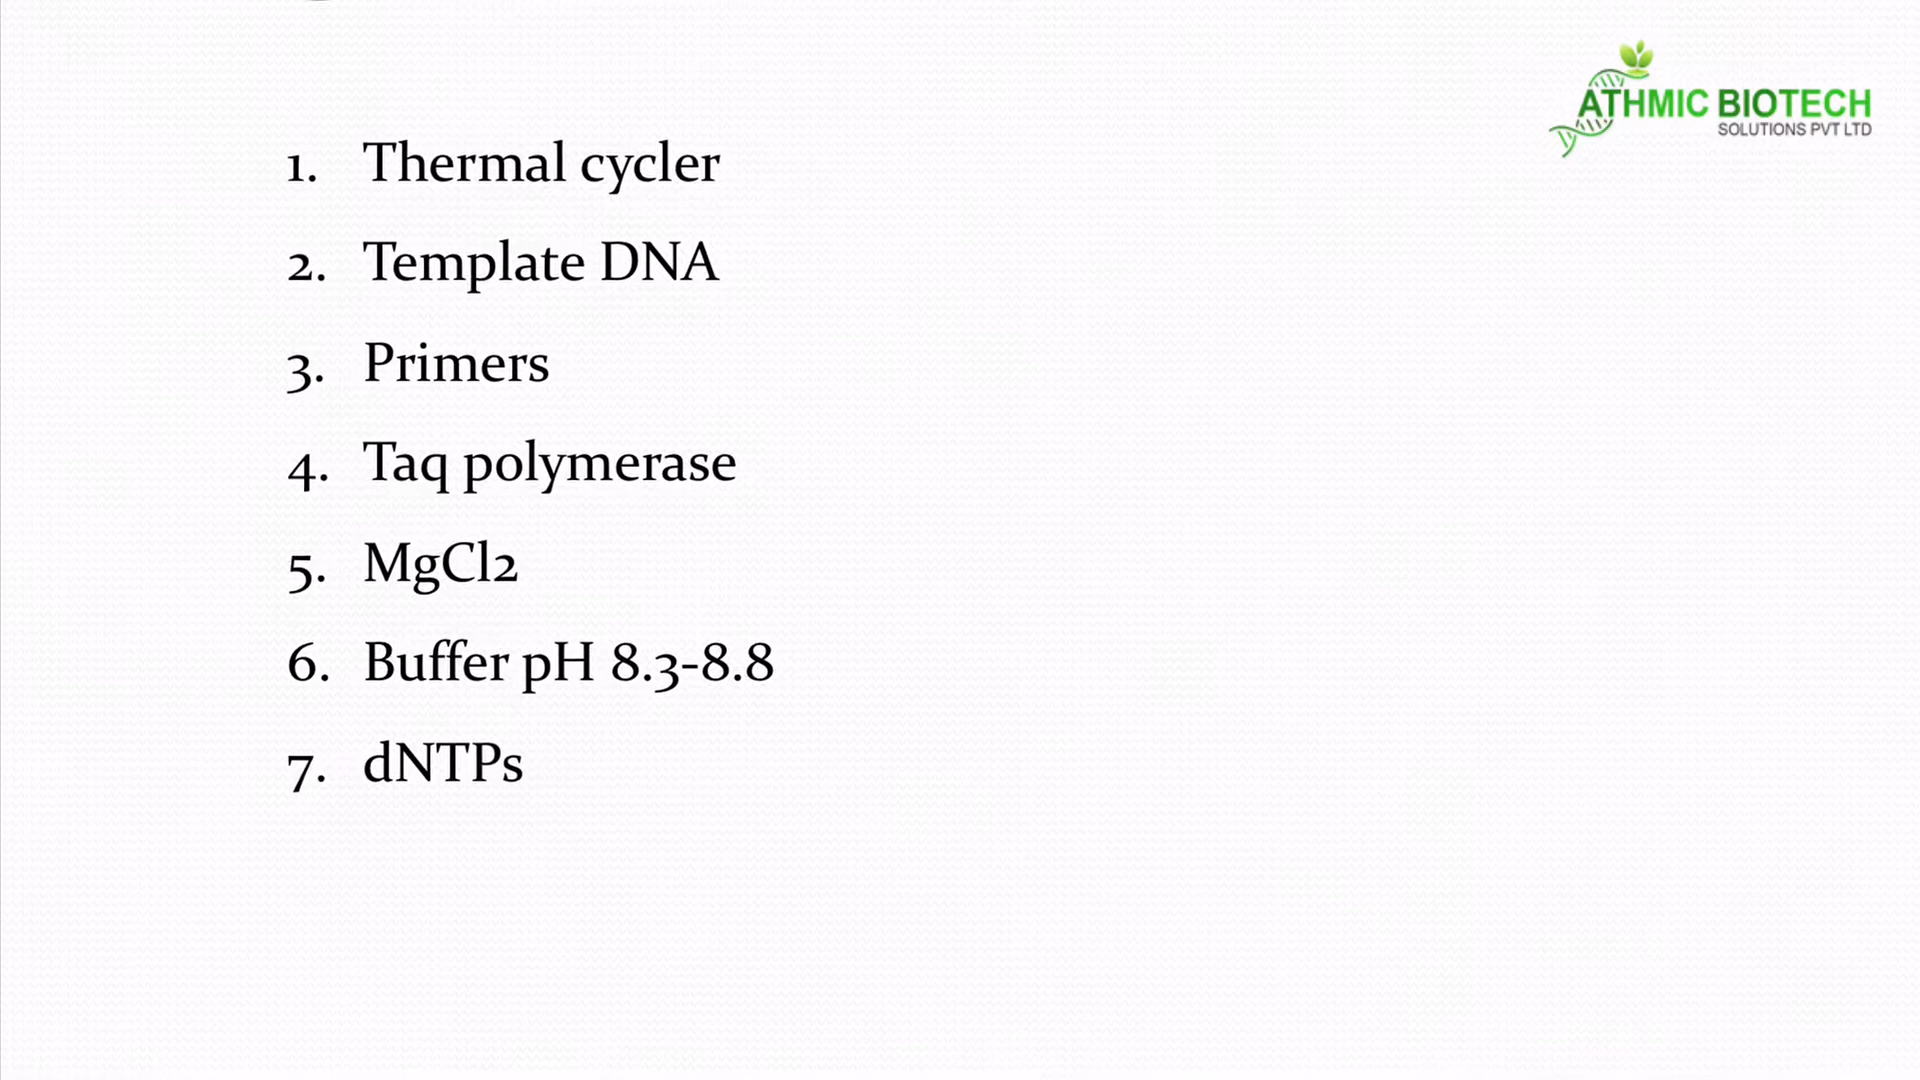 ATHMIC BIOTECH
SOLUTIONS PVT LTD
1. Thermal cycler
2. Template DNA
3. Primers
4. Taq polymerase
5. MgCl2
6. Buffer pH 8.3-8.8
7. dNTPs